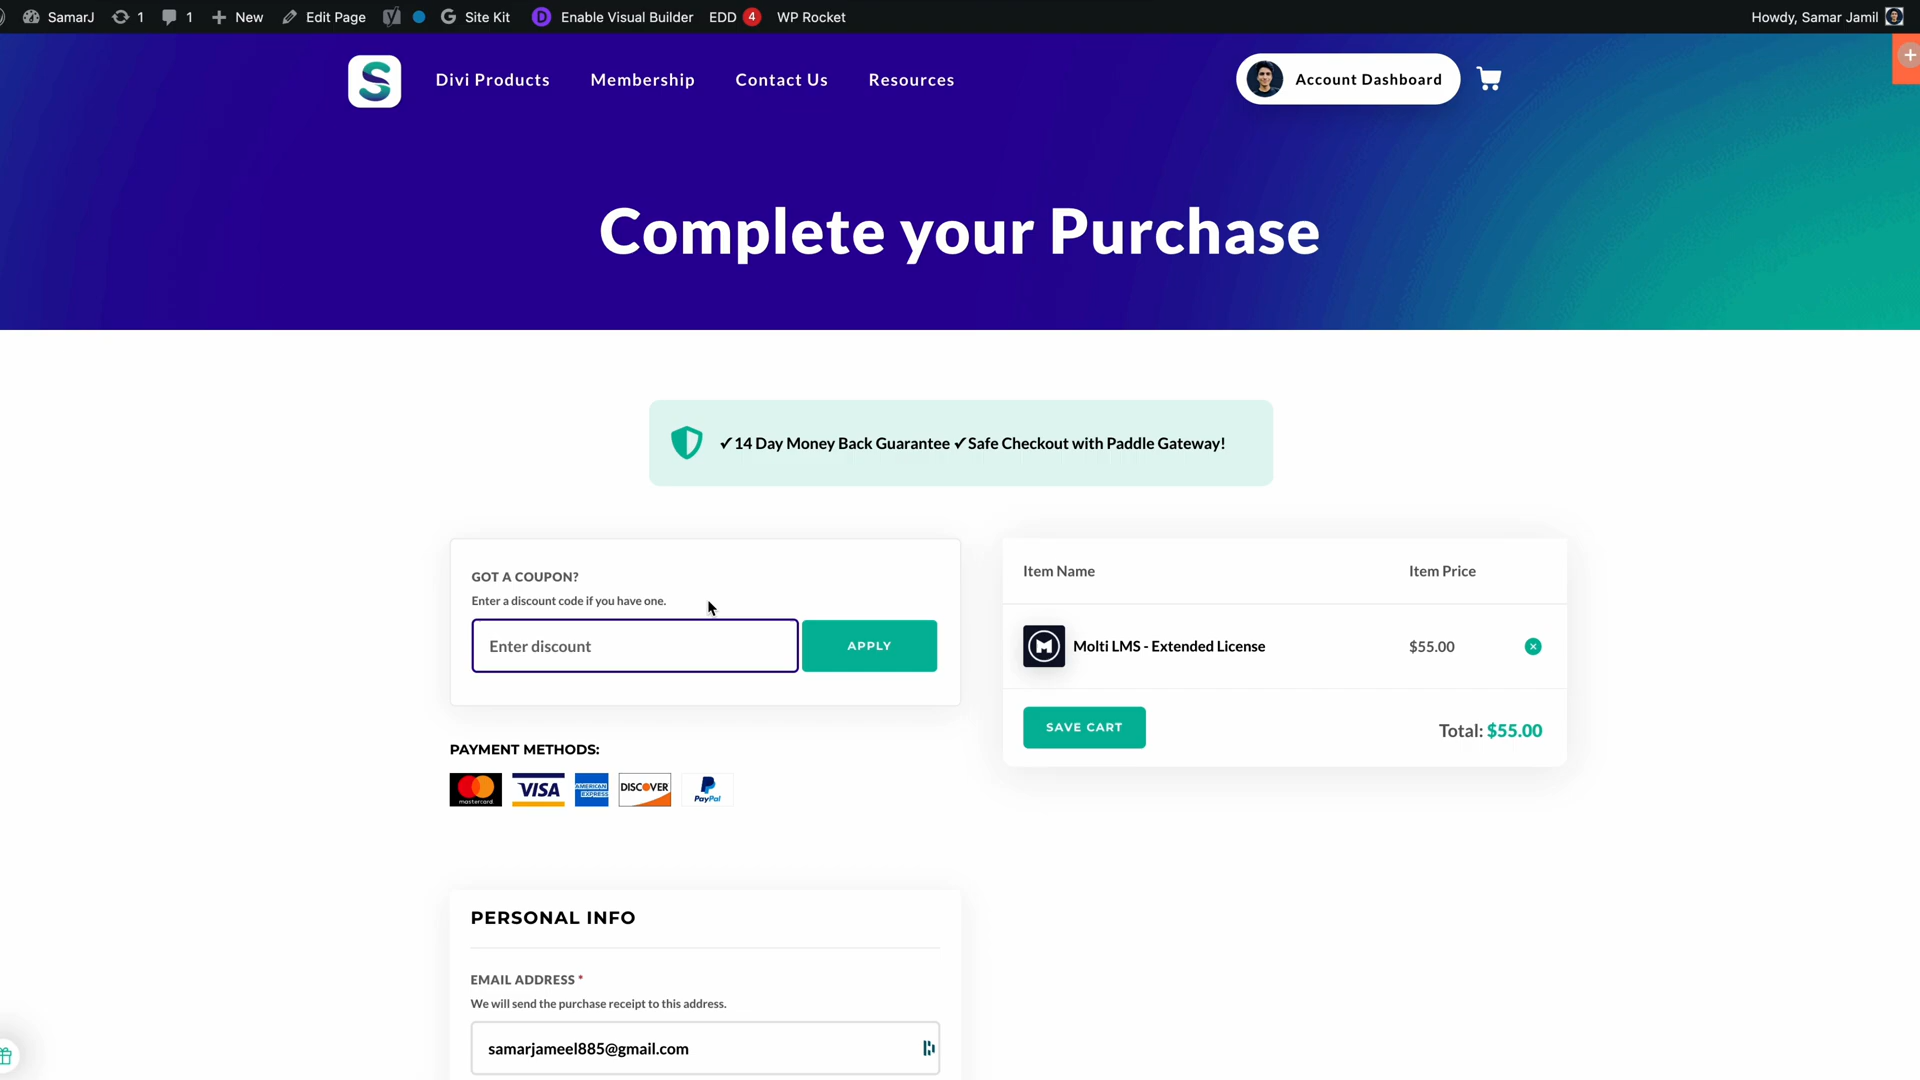 SamarJ 1 1 New Edit Page Site Kit Enable Visual Builder EDD 4 WP Rocket Howdy, Samar Jamil
Divi Products Membership Contact Us Resources Account Dashboard
Complete your Purchase
✓14 Day Money Back Guarantee ✓Safe Checkout with Paddle Gateway!
GOT A COUPON?
Enter a discount code if you have one.
Enter discount APPLY
Item Name Item Price
Molti LMS - Extended License $55.00
SAVE CART Total: $55.00
PAYMENT METHODS:
mastercard. VISA AMERICAN EXPRESS DISCOVER PayPal
PERSONAL INFO
EMAIL ADDRESS *
We will send the purchase receipt to this address.
samarjameel885@gmail.com